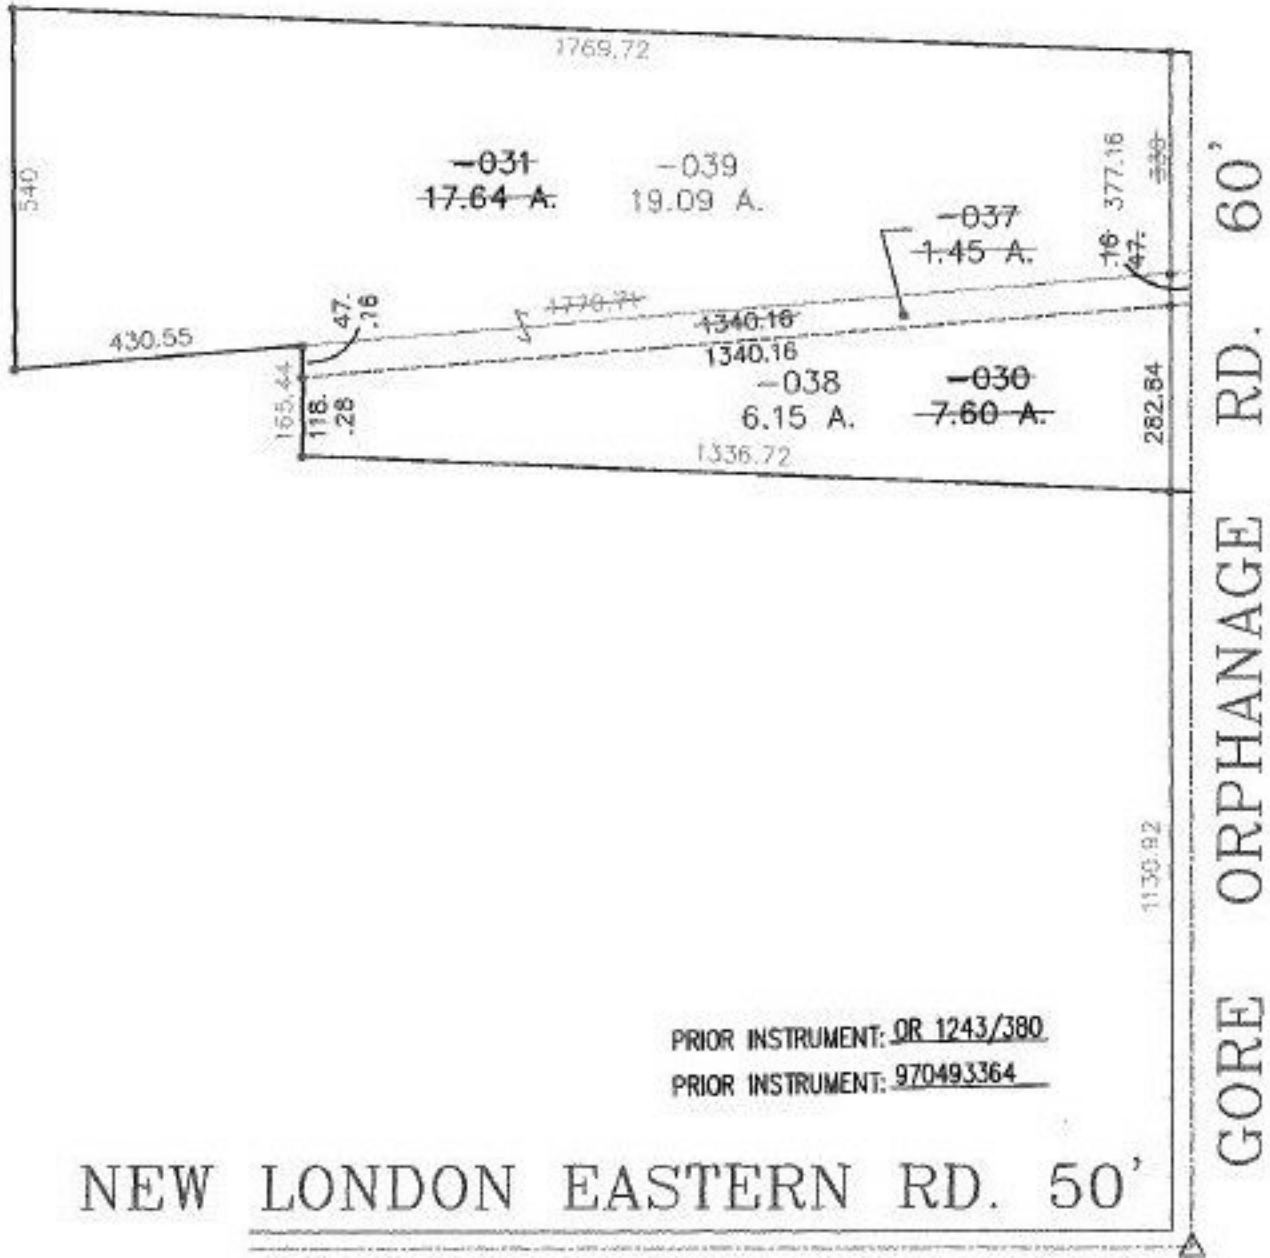 1769.72
540
-031
17.64 A.
-039
19.09 A.
-037
1.45 A.
377.16
330
.16
47.
430.55
47.
.16
1770.71
1340.16
1340.16
165.44
118.
.28
-038
6.15 A.
-030
7.60 A.
282.84
1336.72
1130.92
PRIOR INSTRUMENT: OR 1243/380
PRIOR INSTRUMENT: 970493364
NEW LONDON EASTERN RD. 50'
GORE ORPHANAGE RD. 60'